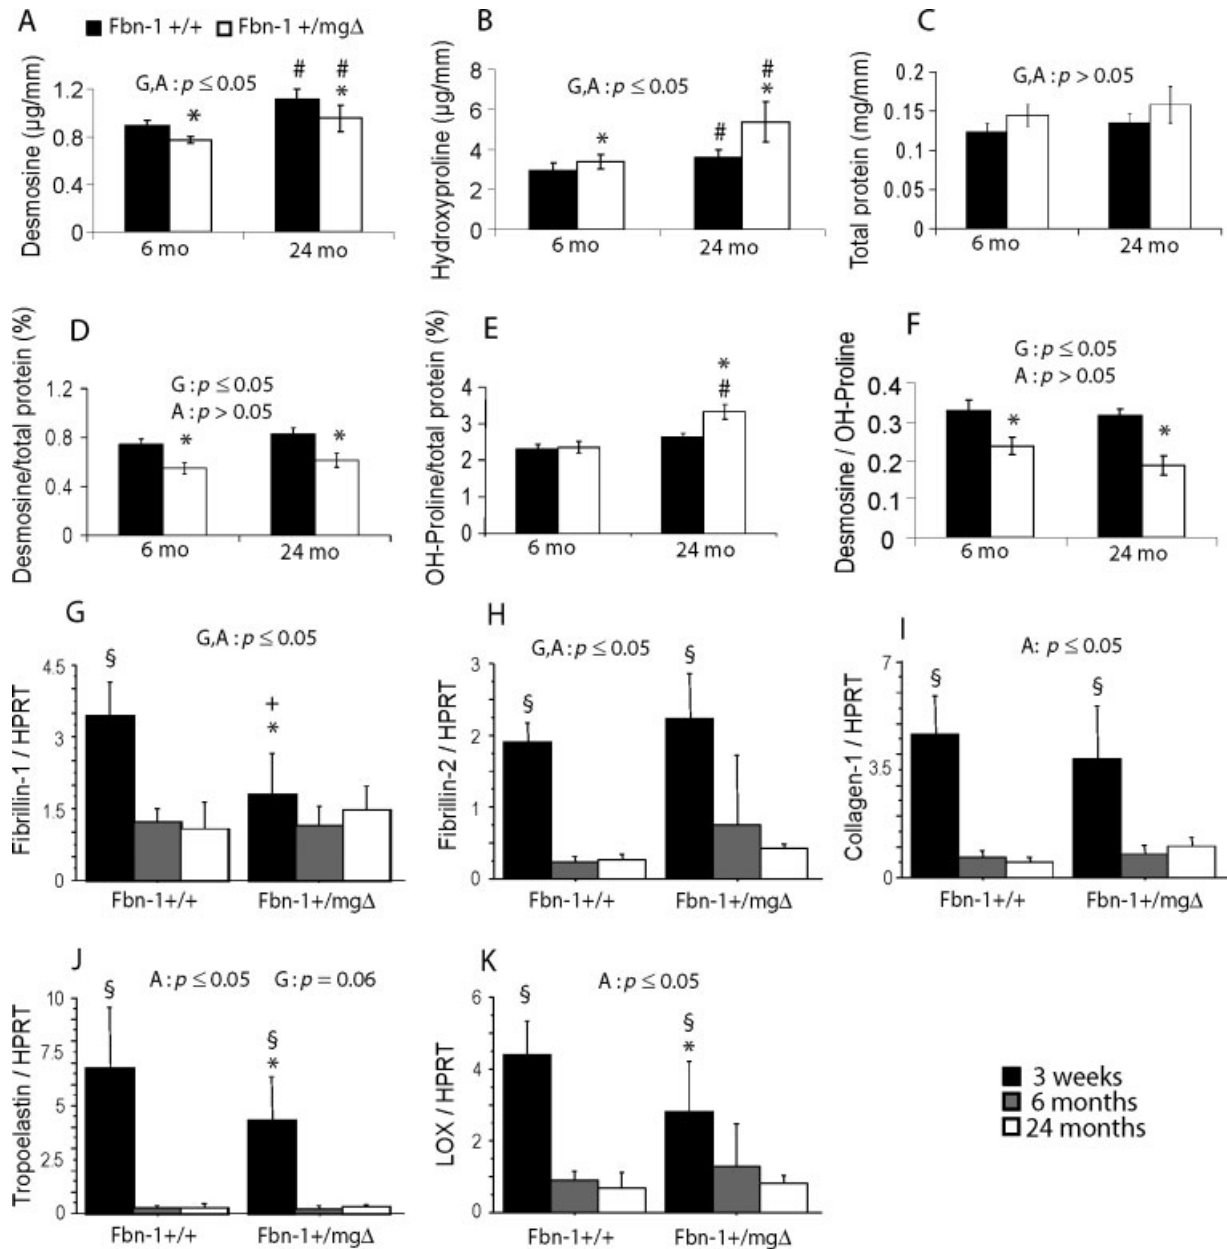 A
Fbn-1 +/+ Fbn-1 +/mgΔ
Desmosine (µg/mm)
1.2
0.8
0.4
0
G,A : p ≤ 0.05
*
#
#
*
6 mo 24 mo
B
Hydroxyproline (µg/mm)
8
6
4
2
0
G,A : p ≤ 0.05
*
#
#
*
6 mo 24 mo
C
Total protein (mg/mm)
0.2
0.15
0.1
0.05
0
G,A : p > 0.05
6 mo 24 mo
D
Desmosine/total protein (%)
1.2
0.8
0.4
0
G : p ≤ 0.05
A : p > 0.05
*
*
6 mo 24 mo
E
OH-Proline/total protein (%)
4
3
2
1
0
*
#
6 mo 24 mo
F
Desmosine / OH-Proline
0.4
0.3
0.2
0.1
0
G : p ≤ 0.05
A : p > 0.05
*
*
6 mo 24 mo
G
Fibrillin-1 / HPRT
4.5
3
1.5
0
G,A : p ≤ 0.05
§
+
*
Fbn-1+/+ Fbn-1+/mgΔ
H
Fibrillin-2 / HPRT
3
2
1
0
G,A : p ≤ 0.05
§
§
Fbn-1+/+ Fbn-1+/mgΔ
I
Collagen-1 / HPRT
7
3.5
0
A: p ≤ 0.05
§
§
Fbn-1+/+ Fbn-1+/mgΔ
J
Tropoelastin / HPRT
10
7.5
5
2.5
0
A : p ≤ 0.05 G : p = 0.06
§
§
*
Fbn-1+/+ Fbn-1+/mgΔ
K
LOX / HPRT
6
4
2
0
A : p ≤ 0.05
§
§
*
Fbn-1+/+ Fbn-1+/mgΔ
3 weeks
6 months
24 months